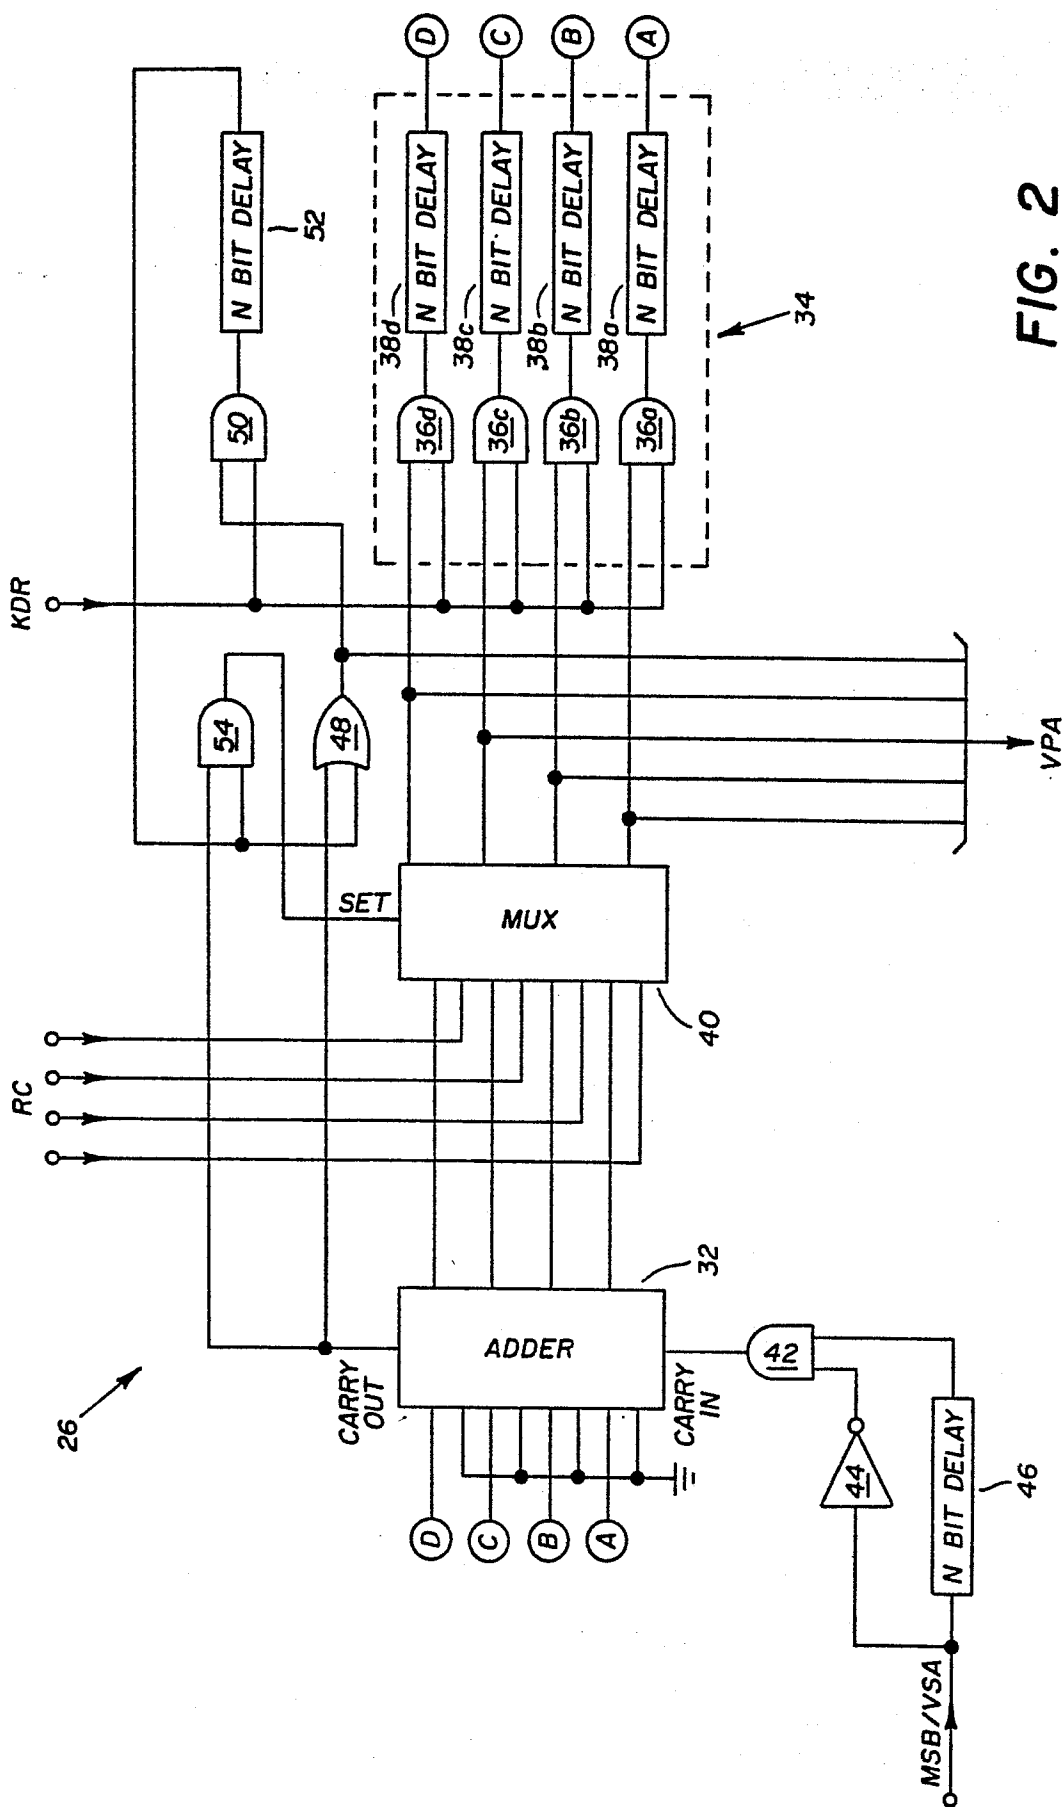 26
RC
KDR
54
50
N BIT DELAY
52
CARRY OUT
SET
48
D
C
B
A
ADDER
32
CARRY IN
MUX
40
36d
36c
36b
36a
38d
38c
38b
38a
N BIT DELAY
N BIT DELAY
N BIT DELAY
N BIT DELAY
D
C
B
A
34
42
44
N BIT DELAY
46
MSB/VSA
VPA
FIG. 2